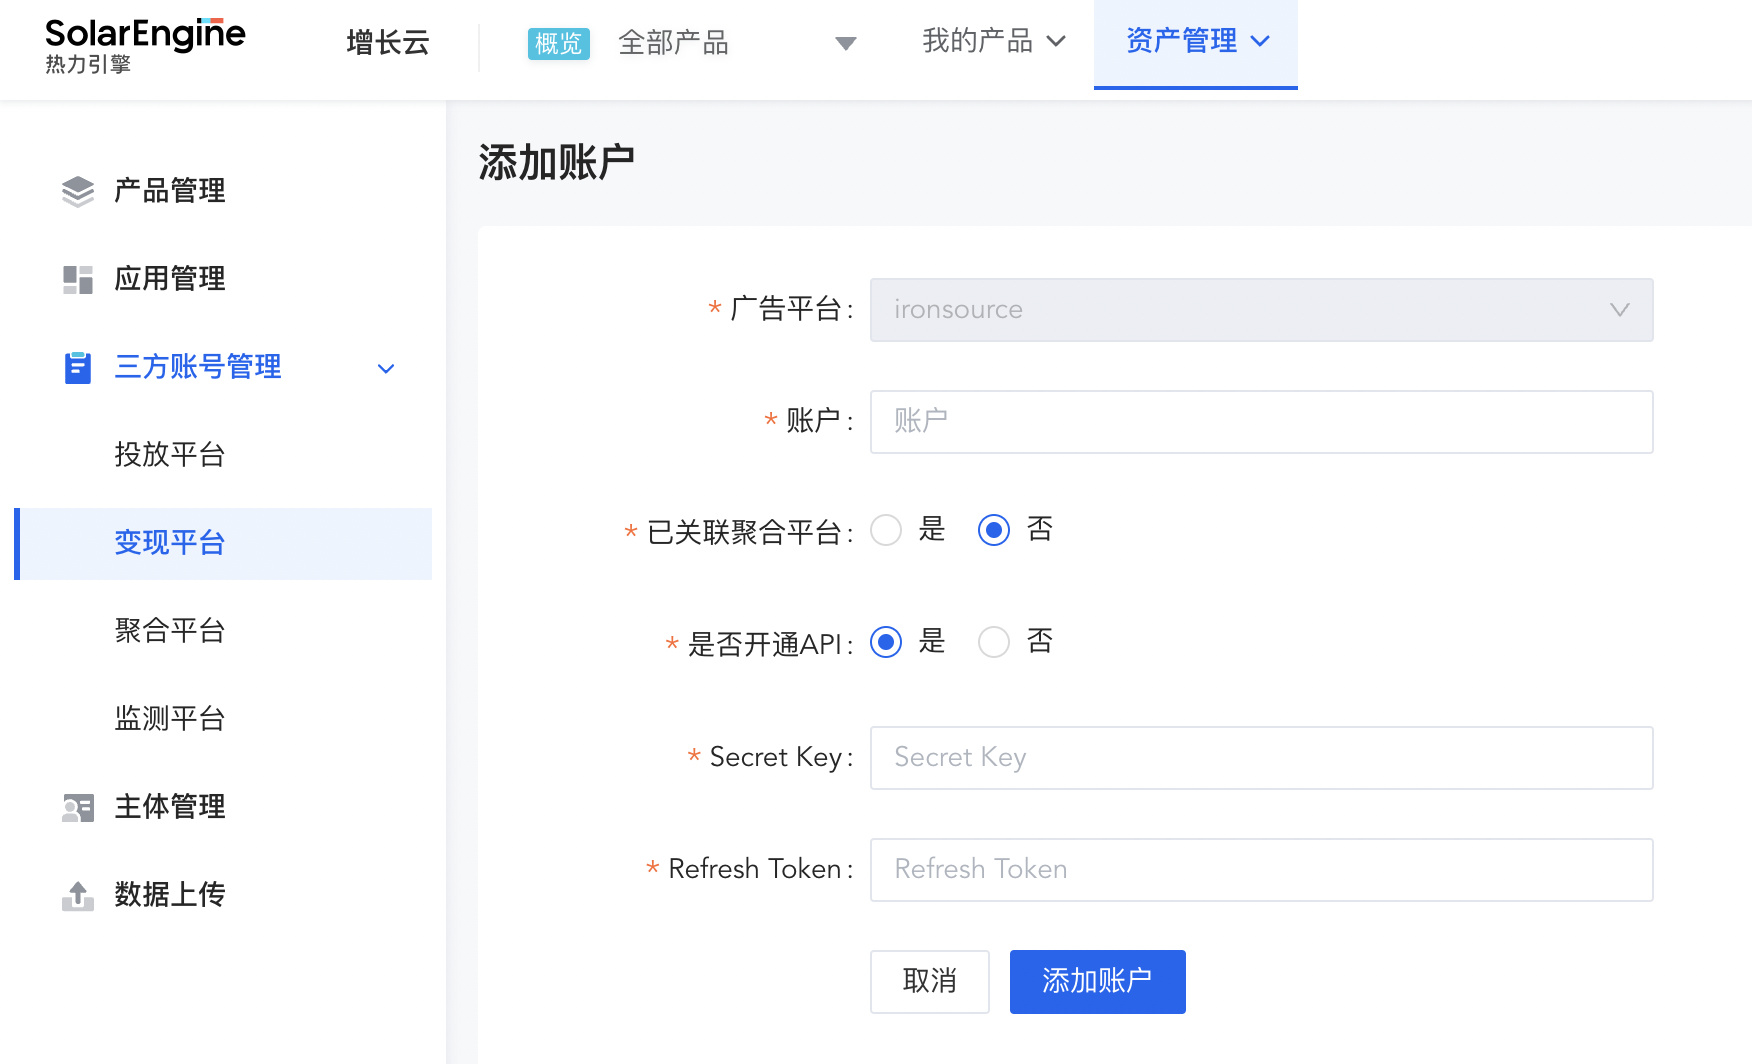 SolarEngine
热力引擎
增长云
概览 全部产品
我的产品
资产管理
产品管理
应用管理
三方账号管理
投放平台
变现平台
聚合平台
监测平台
主体管理
数据上传
添加账户
* 广告平台: ironsource
* 账户: 账户
* 已关联聚合平台: 是 否
* 是否开通API: 是 否
* Secret Key: Secret Key
* Refresh Token: Refresh Token
取消 添加账户